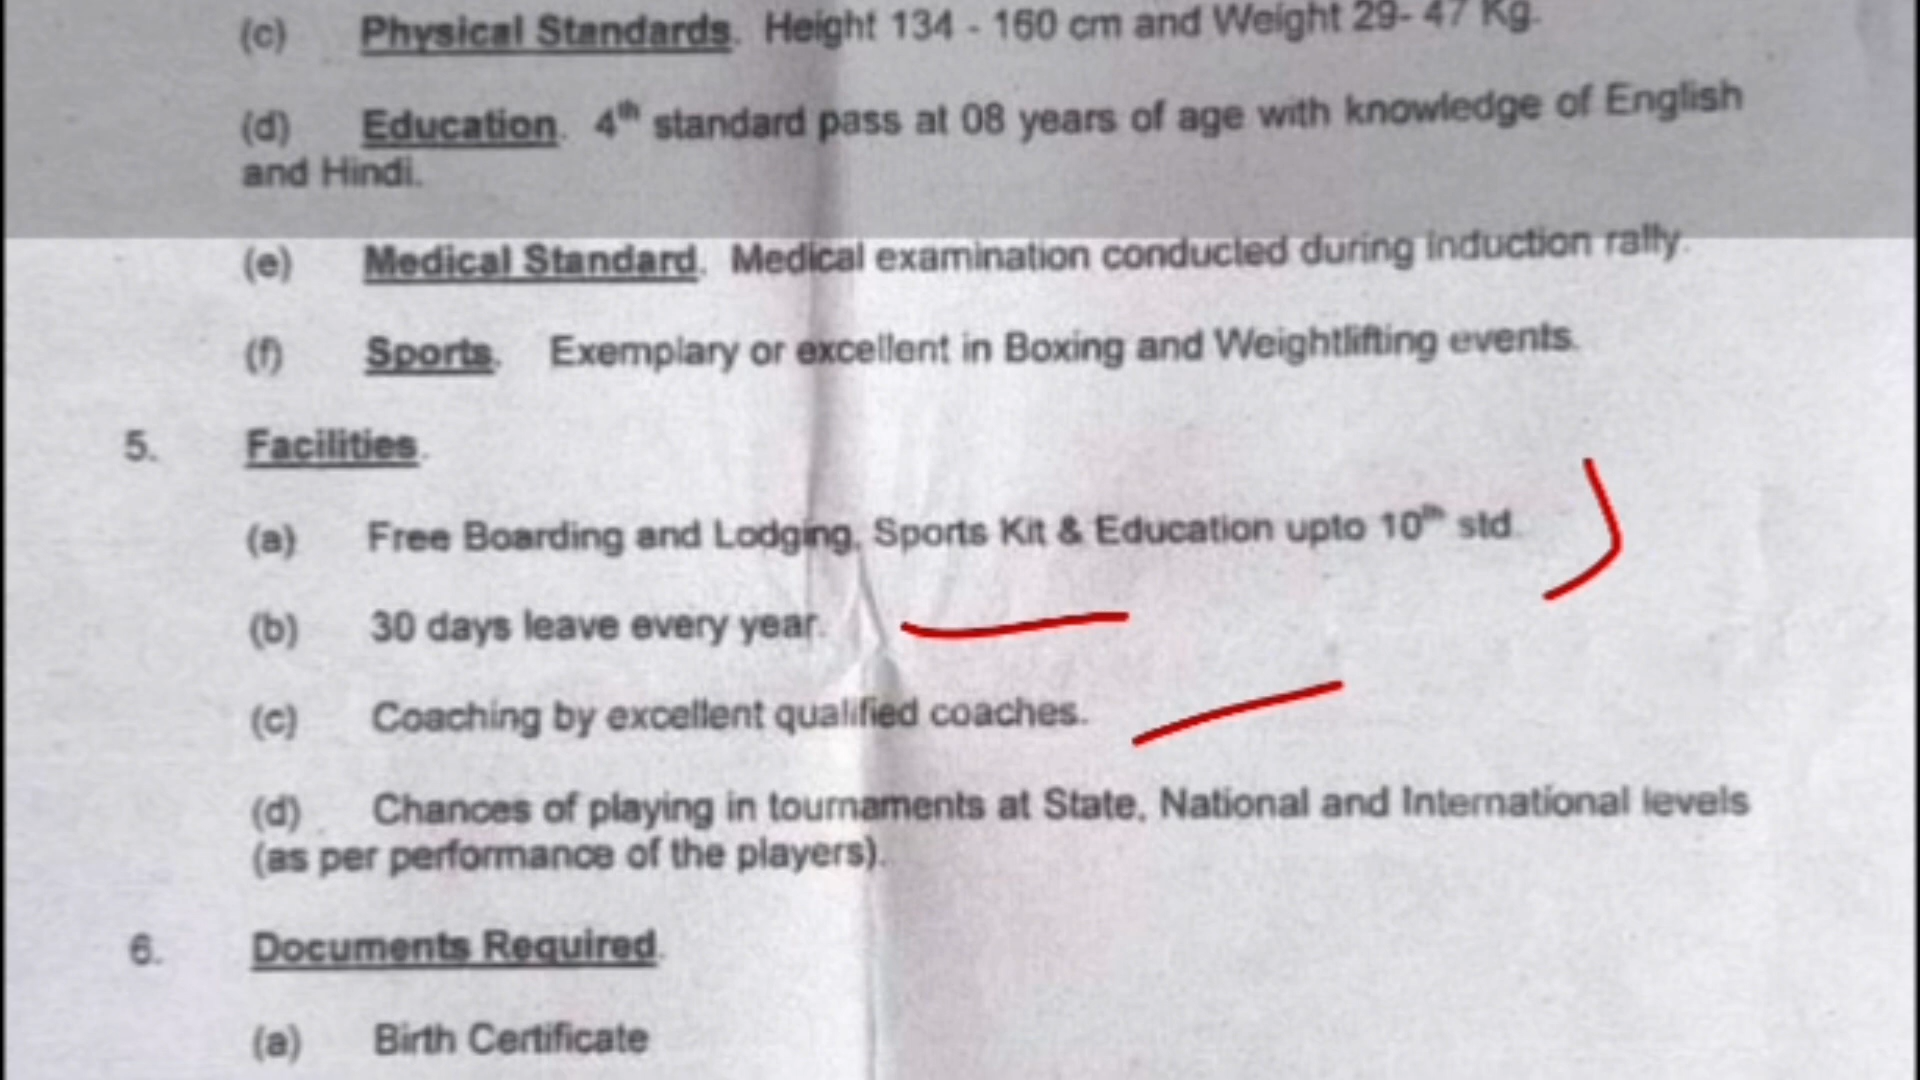 (c) Physical Standards. Height 134 - 160 cm and Weight 29- 47 Kg.
(d) Education. 4th standard pass at 08 years of age with knowledge of English
and Hindi.
(e) Medical Standard. Medical examination conducted during induction rally.
(f) Sports. Exemplary or excellent in Boxing and Weightlifting events.
5. Facilities.
(a) Free Boarding and Lodging, Sports Kit & Education upto 10th std.
(b) 30 days leave every year.
(c) Coaching by excellent qualified coaches.
(d) Chances of playing in tournaments at State, National and International levels
(as per performance of the players).
6. Documents Required.
(a) Birth Certificate